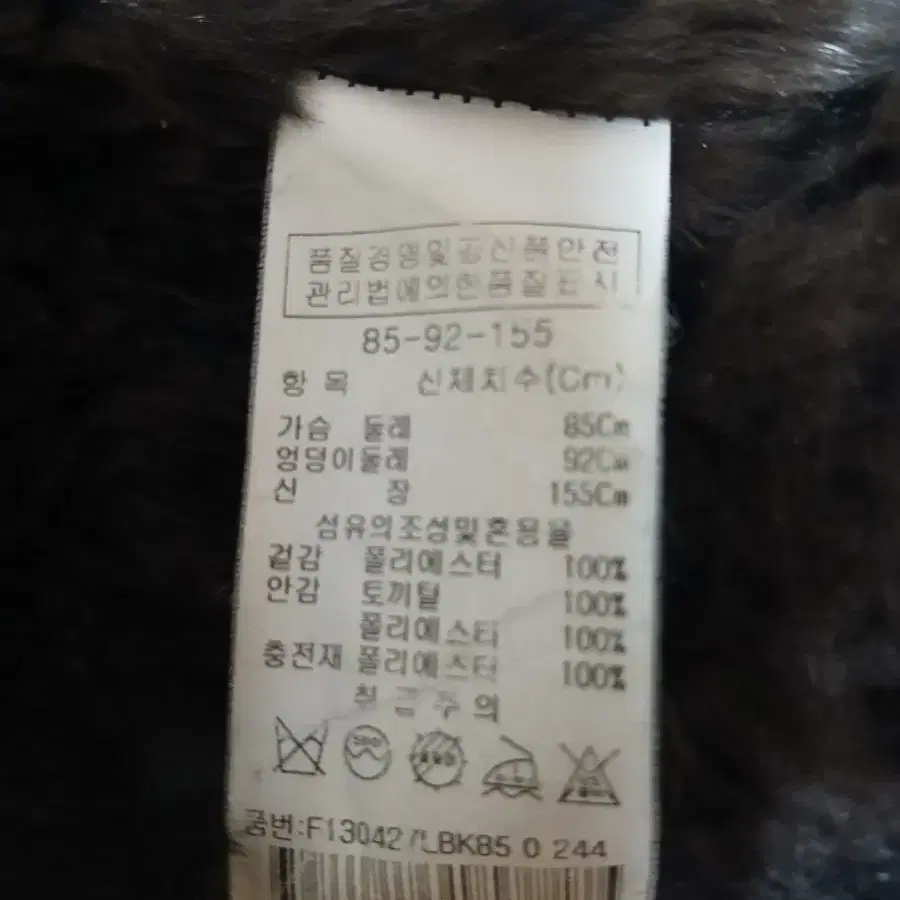 품질경영및공산품안전
관리법에의한품질표시
85-92-155
항 목 신체치수(Cm)
가슴 둘레 85Cm
엉덩이둘레 92Cm
신 장 155Cm
섬유의조성및혼용율
겉감 폴리에스터 100%
안감 토끼털 100%
폴리에스터 100%
충전재 폴리에스터 100%
취급주의
품번:F13042 /LBK85 0 244